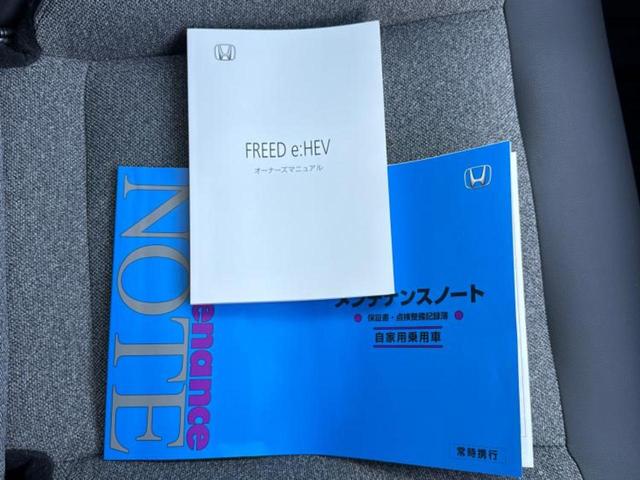 FREED e:HEV
オーナーズマニュアル
NOTE
enance
メンテナンスノート
保証書・点検整備記録簿
自家用乗用車
常時携行